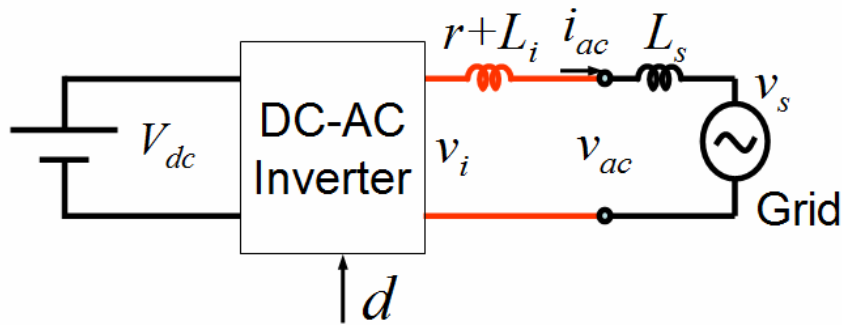 r+L_i
i_ac
L_s
V_dc
DC-AC
Inverter
v_i
v_ac
v_s
Grid
d